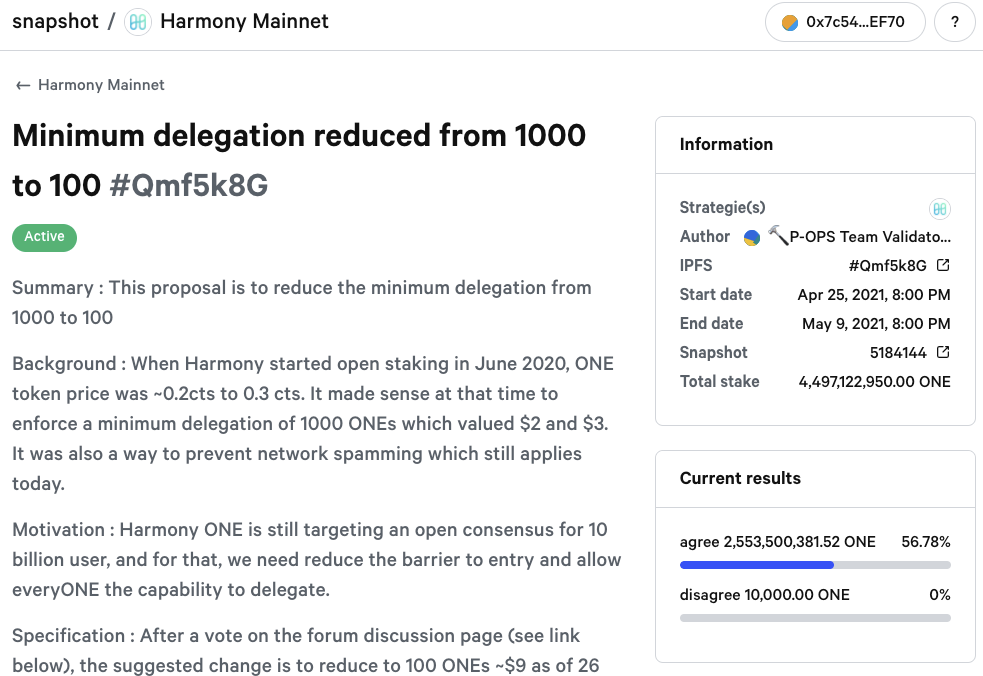 snapshot / Harmony Mainnet
0x7c54...EF70
?
← Harmony Mainnet
Minimum delegation reduced from 1000
to 100 #Qmf5k8G
Active
Summary : This proposal is to reduce the minimum delegation from
1000 to 100
Background : When Harmony started open staking in June 2020, ONE
token price was ~0.2cts to 0.3 cts. It made sense at that time to
enforce a minimum delegation of 1000 ONEs which valued $2 and $3.
It was also a way to prevent network spamming which still applies
today.
Motivation : Harmony ONE is still targeting an open consensus for 10
billion user, and for that, we need reduce the barrier to entry and allow
everyONE the capability to delegate.
Specification : After a vote on the forum discussion page (see link
below), the suggested change is to reduce to 100 ONEs ~$9 as of 26
Information
Strategie(s)
Author P-OPS Team Validato...
IPFS #Qmf5k8G
Start date Apr 25, 2021, 8:00 PM
End date May 9, 2021, 8:00 PM
Snapshot 5184144
Total stake 4,497,122,950.00 ONE
Current results
agree 2,553,500,381.52 ONE 56.78%
disagree 10,000.00 ONE 0%